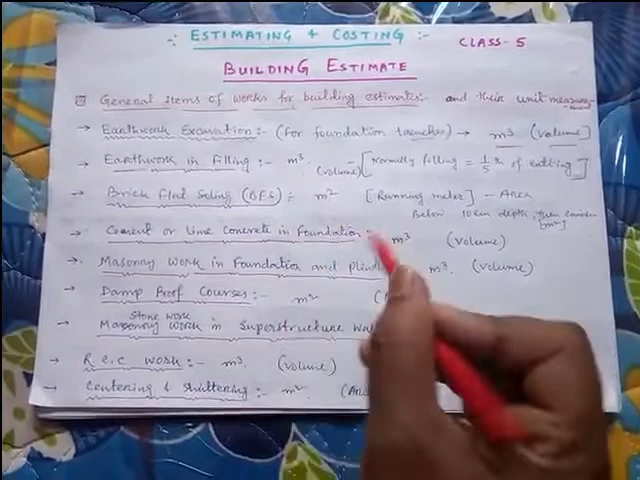 -: ESTIMATING & COSTING :- CLASS- 5
BUILDING ESTIMATE
General Items of works for building estimates:- and their unit measurement
→ Earthwork Excavation:- (For foundation trenches) → m³ (volume)
→ Earthwork in Filling:- m³ (volume) - [Normally filling = 1/5 th of cutting]
→ Brick Flat Soling (BFS): m² [Running meter] - Area
Below 10cm depth, then consider [m²]
→ Cement or Lime Concrete in Foundation:- m³ (volume)
→ Masonry Work in Foundation and m³. (volume)
→ Damp Proof Courses:- m²
Stone work
→ Masonry Work in Superstructure
→ R.C.C work:- m³. (volume)
→ Centering & shuttering:- m²